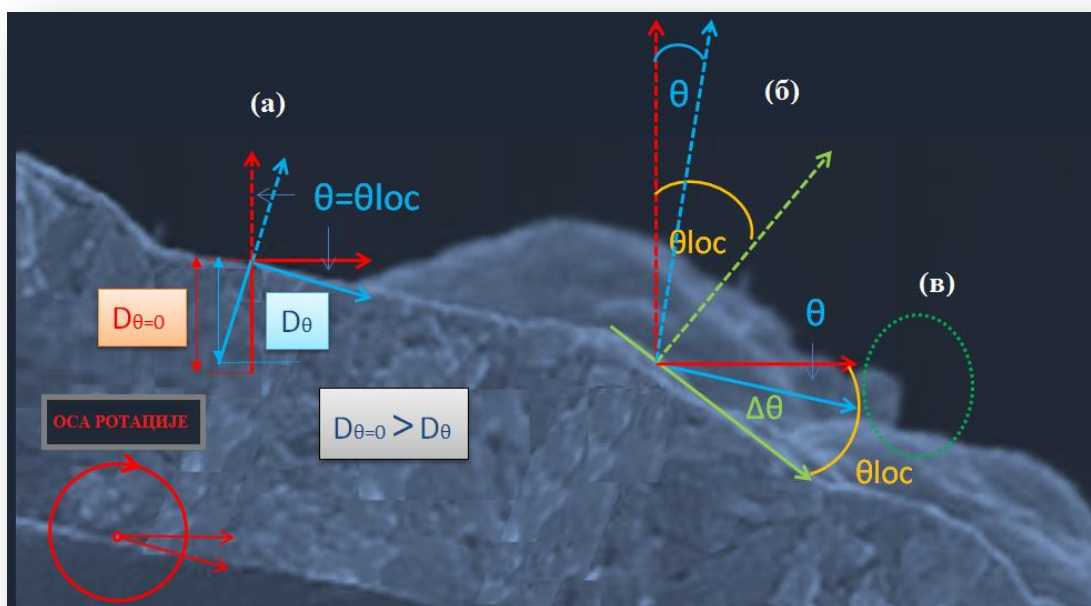 (а)
θ=θloc
Dθ=0
Dθ
Dθ=0 > Dθ
ОСА РОТАЦИЈЕ
(б)
θ
θloc
(в)
θ
Δθ
θloc